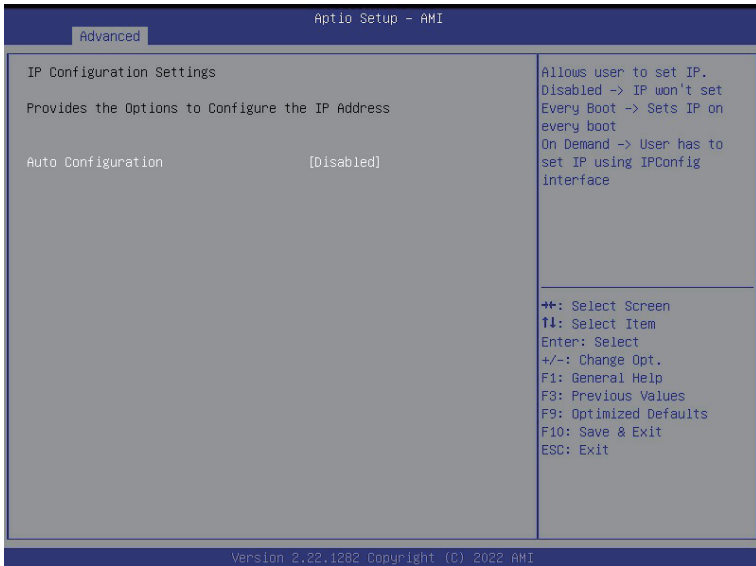 Aptio Setup – AMI
Advanced
IP Configuration Settings
Provides the Options to Configure the IP Address
Auto Configuration [Disabled]
Allows user to set IP.
Disabled -> IP won't set
Every Boot -> Sets IP on
every boot
On Demand -> User has to
set IP using IPConfig
interface
→←: Select Screen
↑↓: Select Item
Enter: Select
+/-: Change Opt.
F1: General Help
F3: Previous Values
F9: Optimized Defaults
F10: Save & Exit
ESC: Exit
Version 2.22.1282 Copyright (C) 2022 AMI